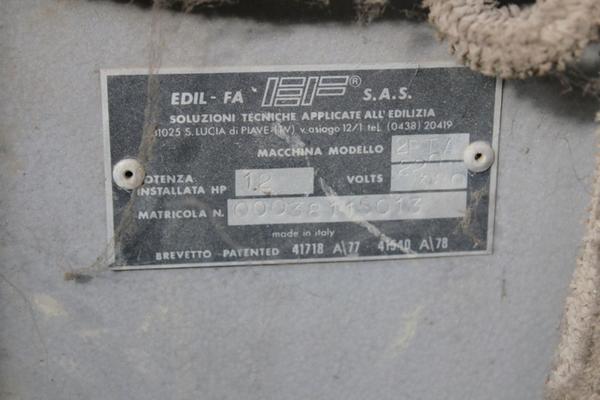 EDIL - FA EF® S.A.S.
SOLUZIONI TECNICHE APPLICATE ALL'EDILIZIA
31025 S. LUCIA di PIAVE (TV) v. asiago 12/1 tel. (0438) 20419
MACCHINA MODELLO
POTENZA
INSTALLATA HP 12 VOLTS
MATRICOLA N.
made in italy
BREVETTO PATENTED 41718 A\77 41540 A\78